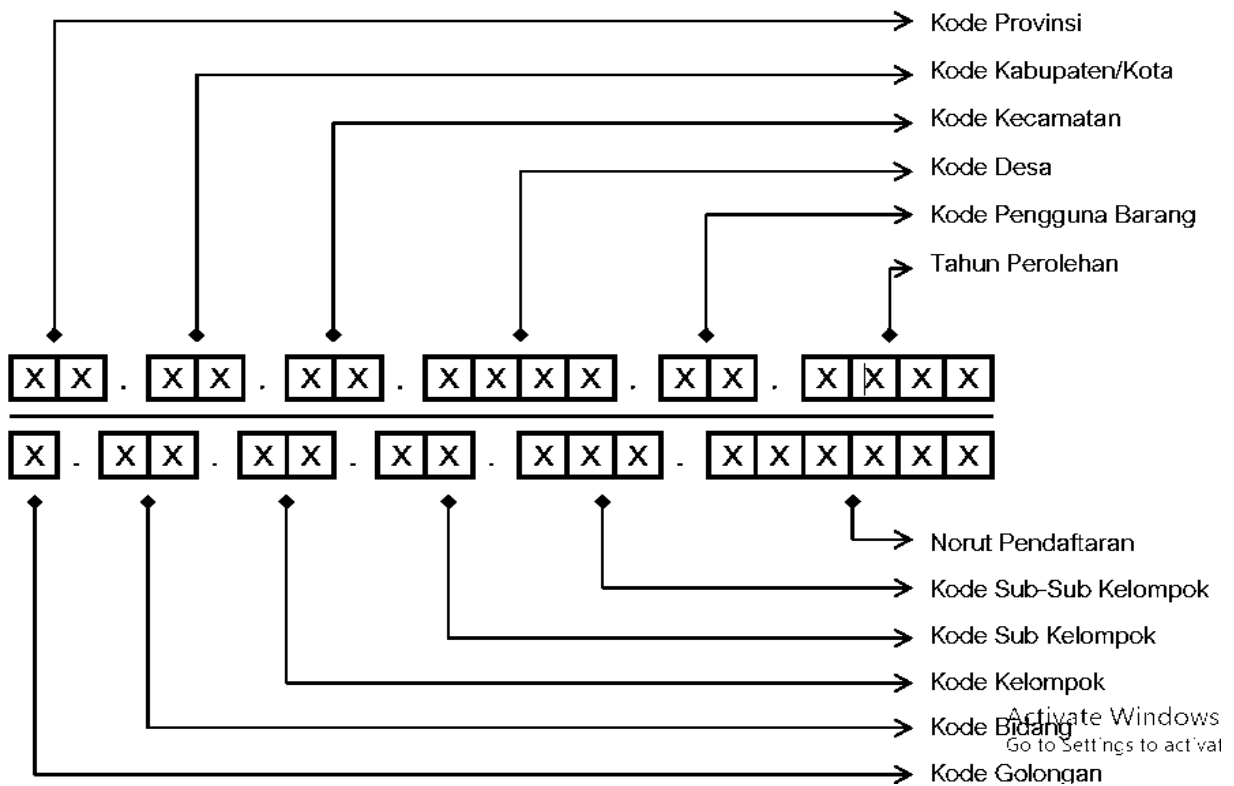 Kode Provinsi
Kode Kabupaten/Kota
Kode Kecamatan
Kode Desa
Kode Pengguna Barang
Tahun Perolehan
X X . X X . X X . X X X X . X X . X X X X
X . X X . X X . X X . X X X . X X X X X X
Norut Pendaftaran
Kode Sub-Sub Kelompok
Kode Sub Kelompok
Kode Kelompok
Activate Windows
Kode Bidang
Go to Settings to activat
Kode Golongan